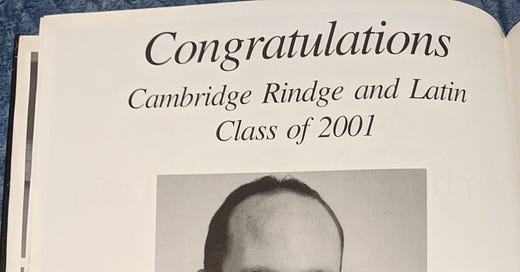 Congratulations
Cambridge Rindge and Latin
Class of 2001